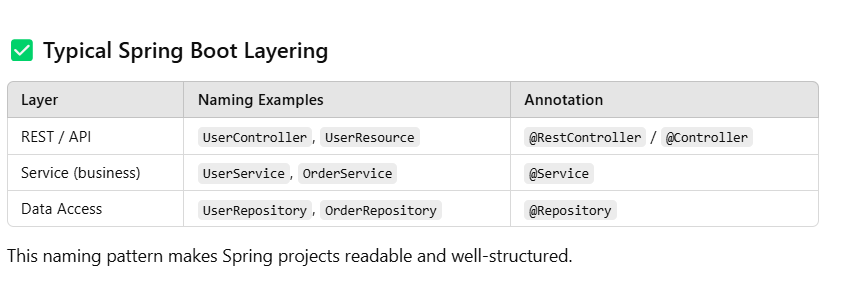 ✅ Typical Spring Boot Layering
Layer Naming Examples Annotation
REST / API UserController, UserResource @RestController / @Controller
Service (business) UserService, OrderService @Service
Data Access UserRepository, OrderRepository @Repository
This naming pattern makes Spring projects readable and well-structured.